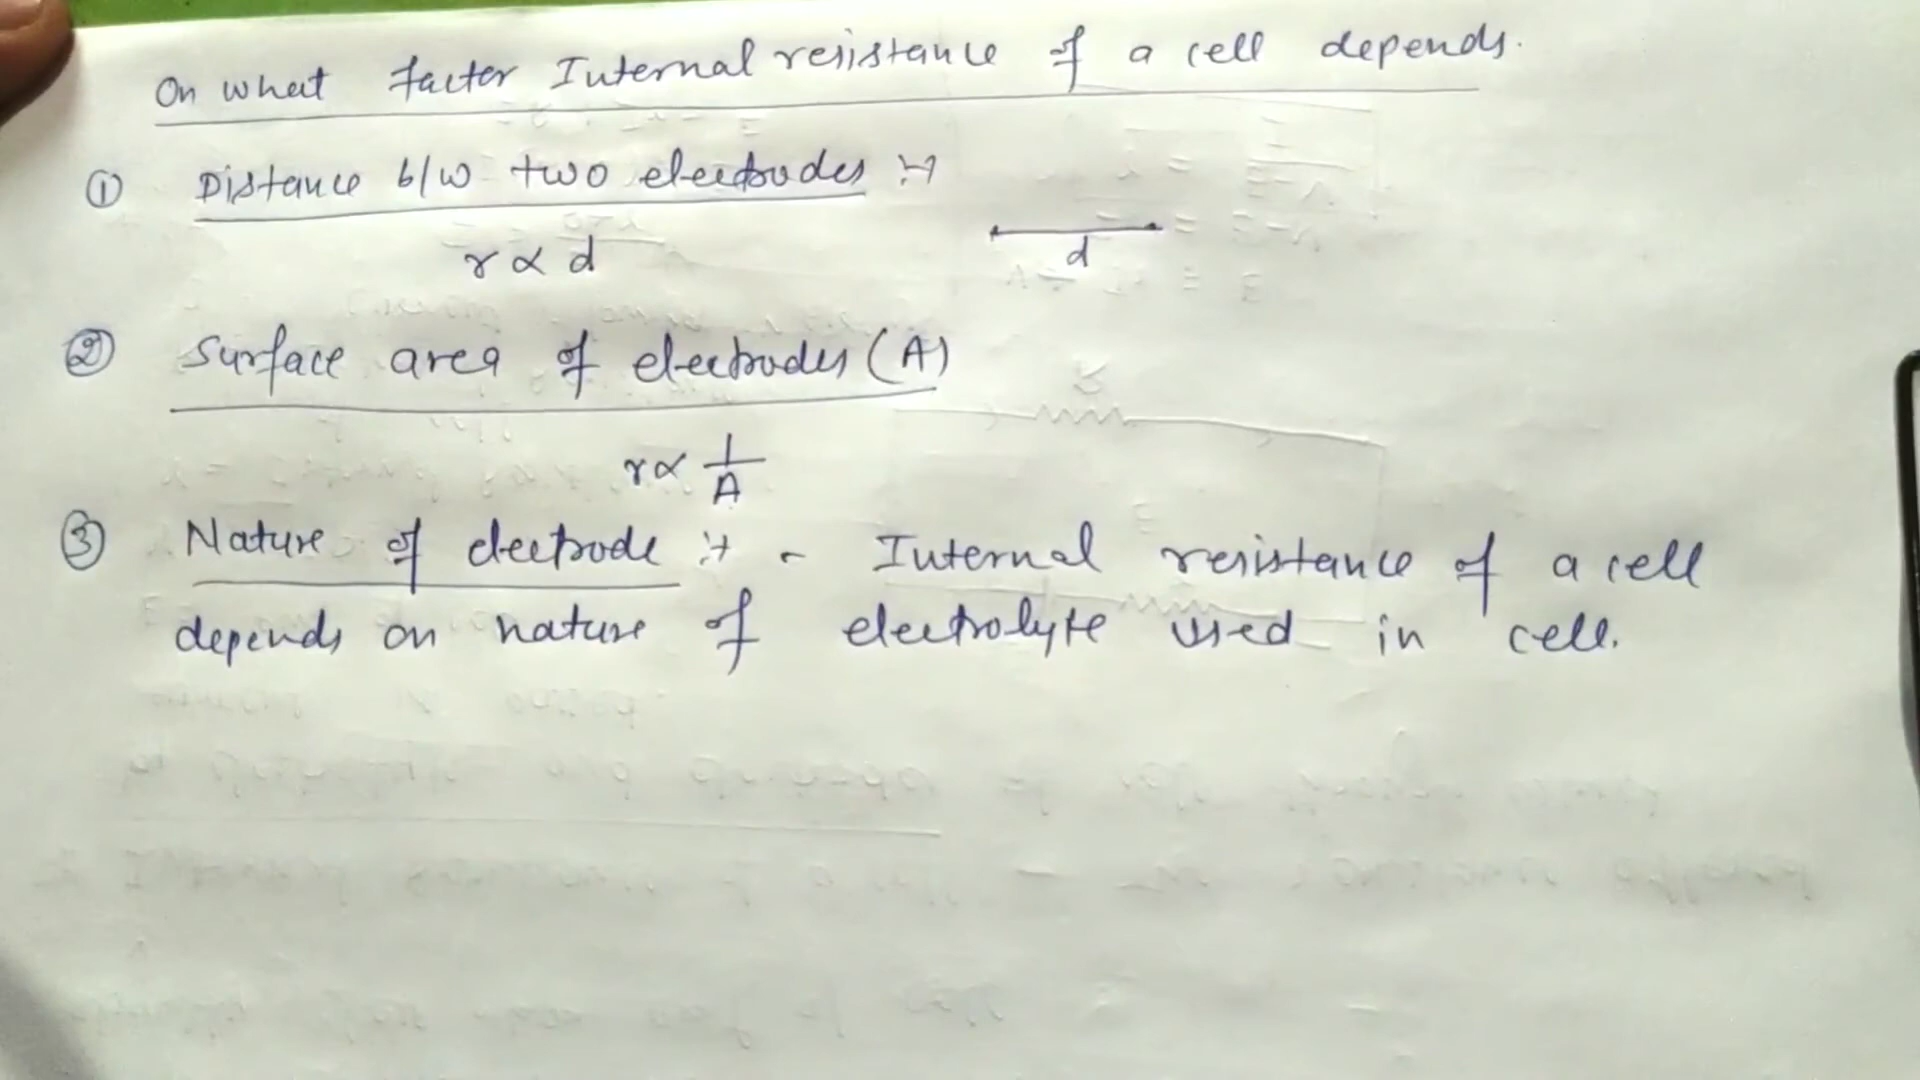 On what factor Internal resistance of a cell depends.
① Distance b/w two electrodes :→
r ∝ d
d
② Surface area of electrodes (A)
r ∝ 1/A
③ Nature of electrode :→ - Internal resistance of a cell
depends on nature of electrolyte used in cell.